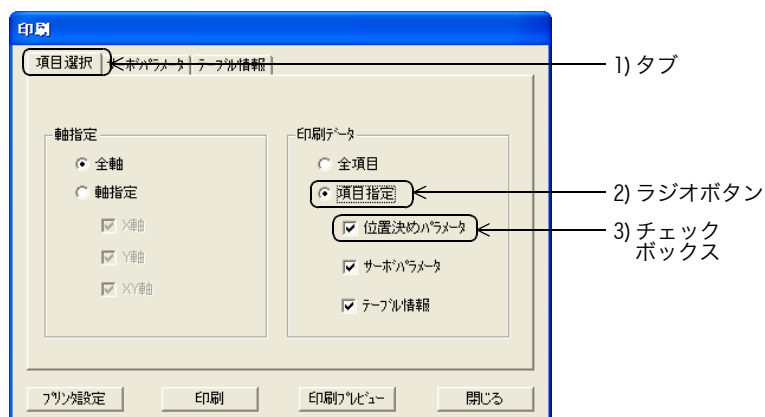 印刷
項目選択 サーボパラメータ テーブル情報
1) タブ
軸指定
全軸
軸指定
X軸
Y軸
XY軸
印刷データ
全項目
項目指定
2) ラジオボタン
位置決めパラメータ
3) チェック
ボックス
サーボパラメータ
テーブル情報
プリンタ設定 印刷 印刷プレビュー 閉じる